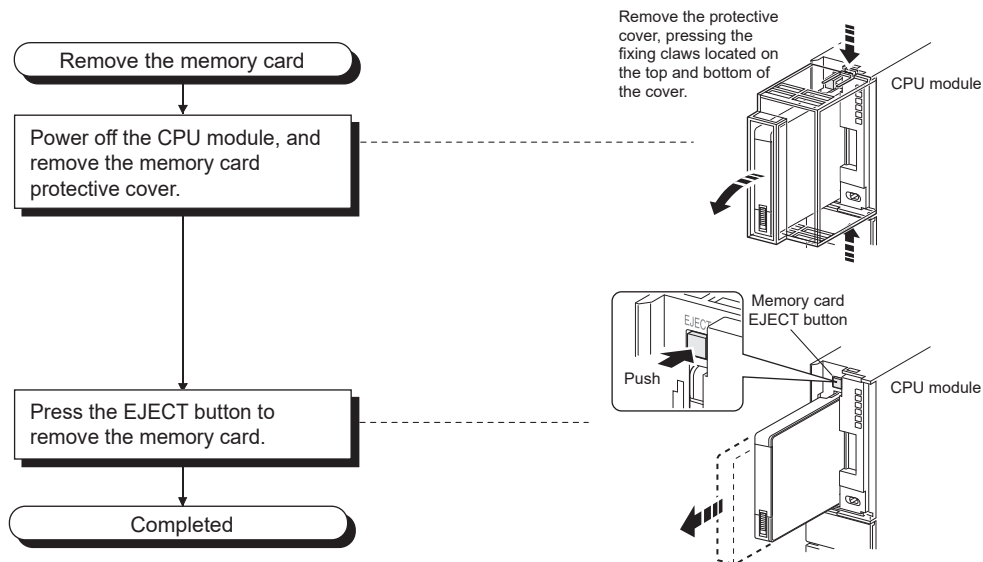 Remove the memory card
Power off the CPU module, and
remove the memory card
protective cover.
Remove the protective
cover, pressing the
fixing claws located on
the top and bottom of
the cover.
CPU module
Press the EJECT button to
remove the memory card.
EJECT
Push
Memory card
EJECT button
CPU module
Completed